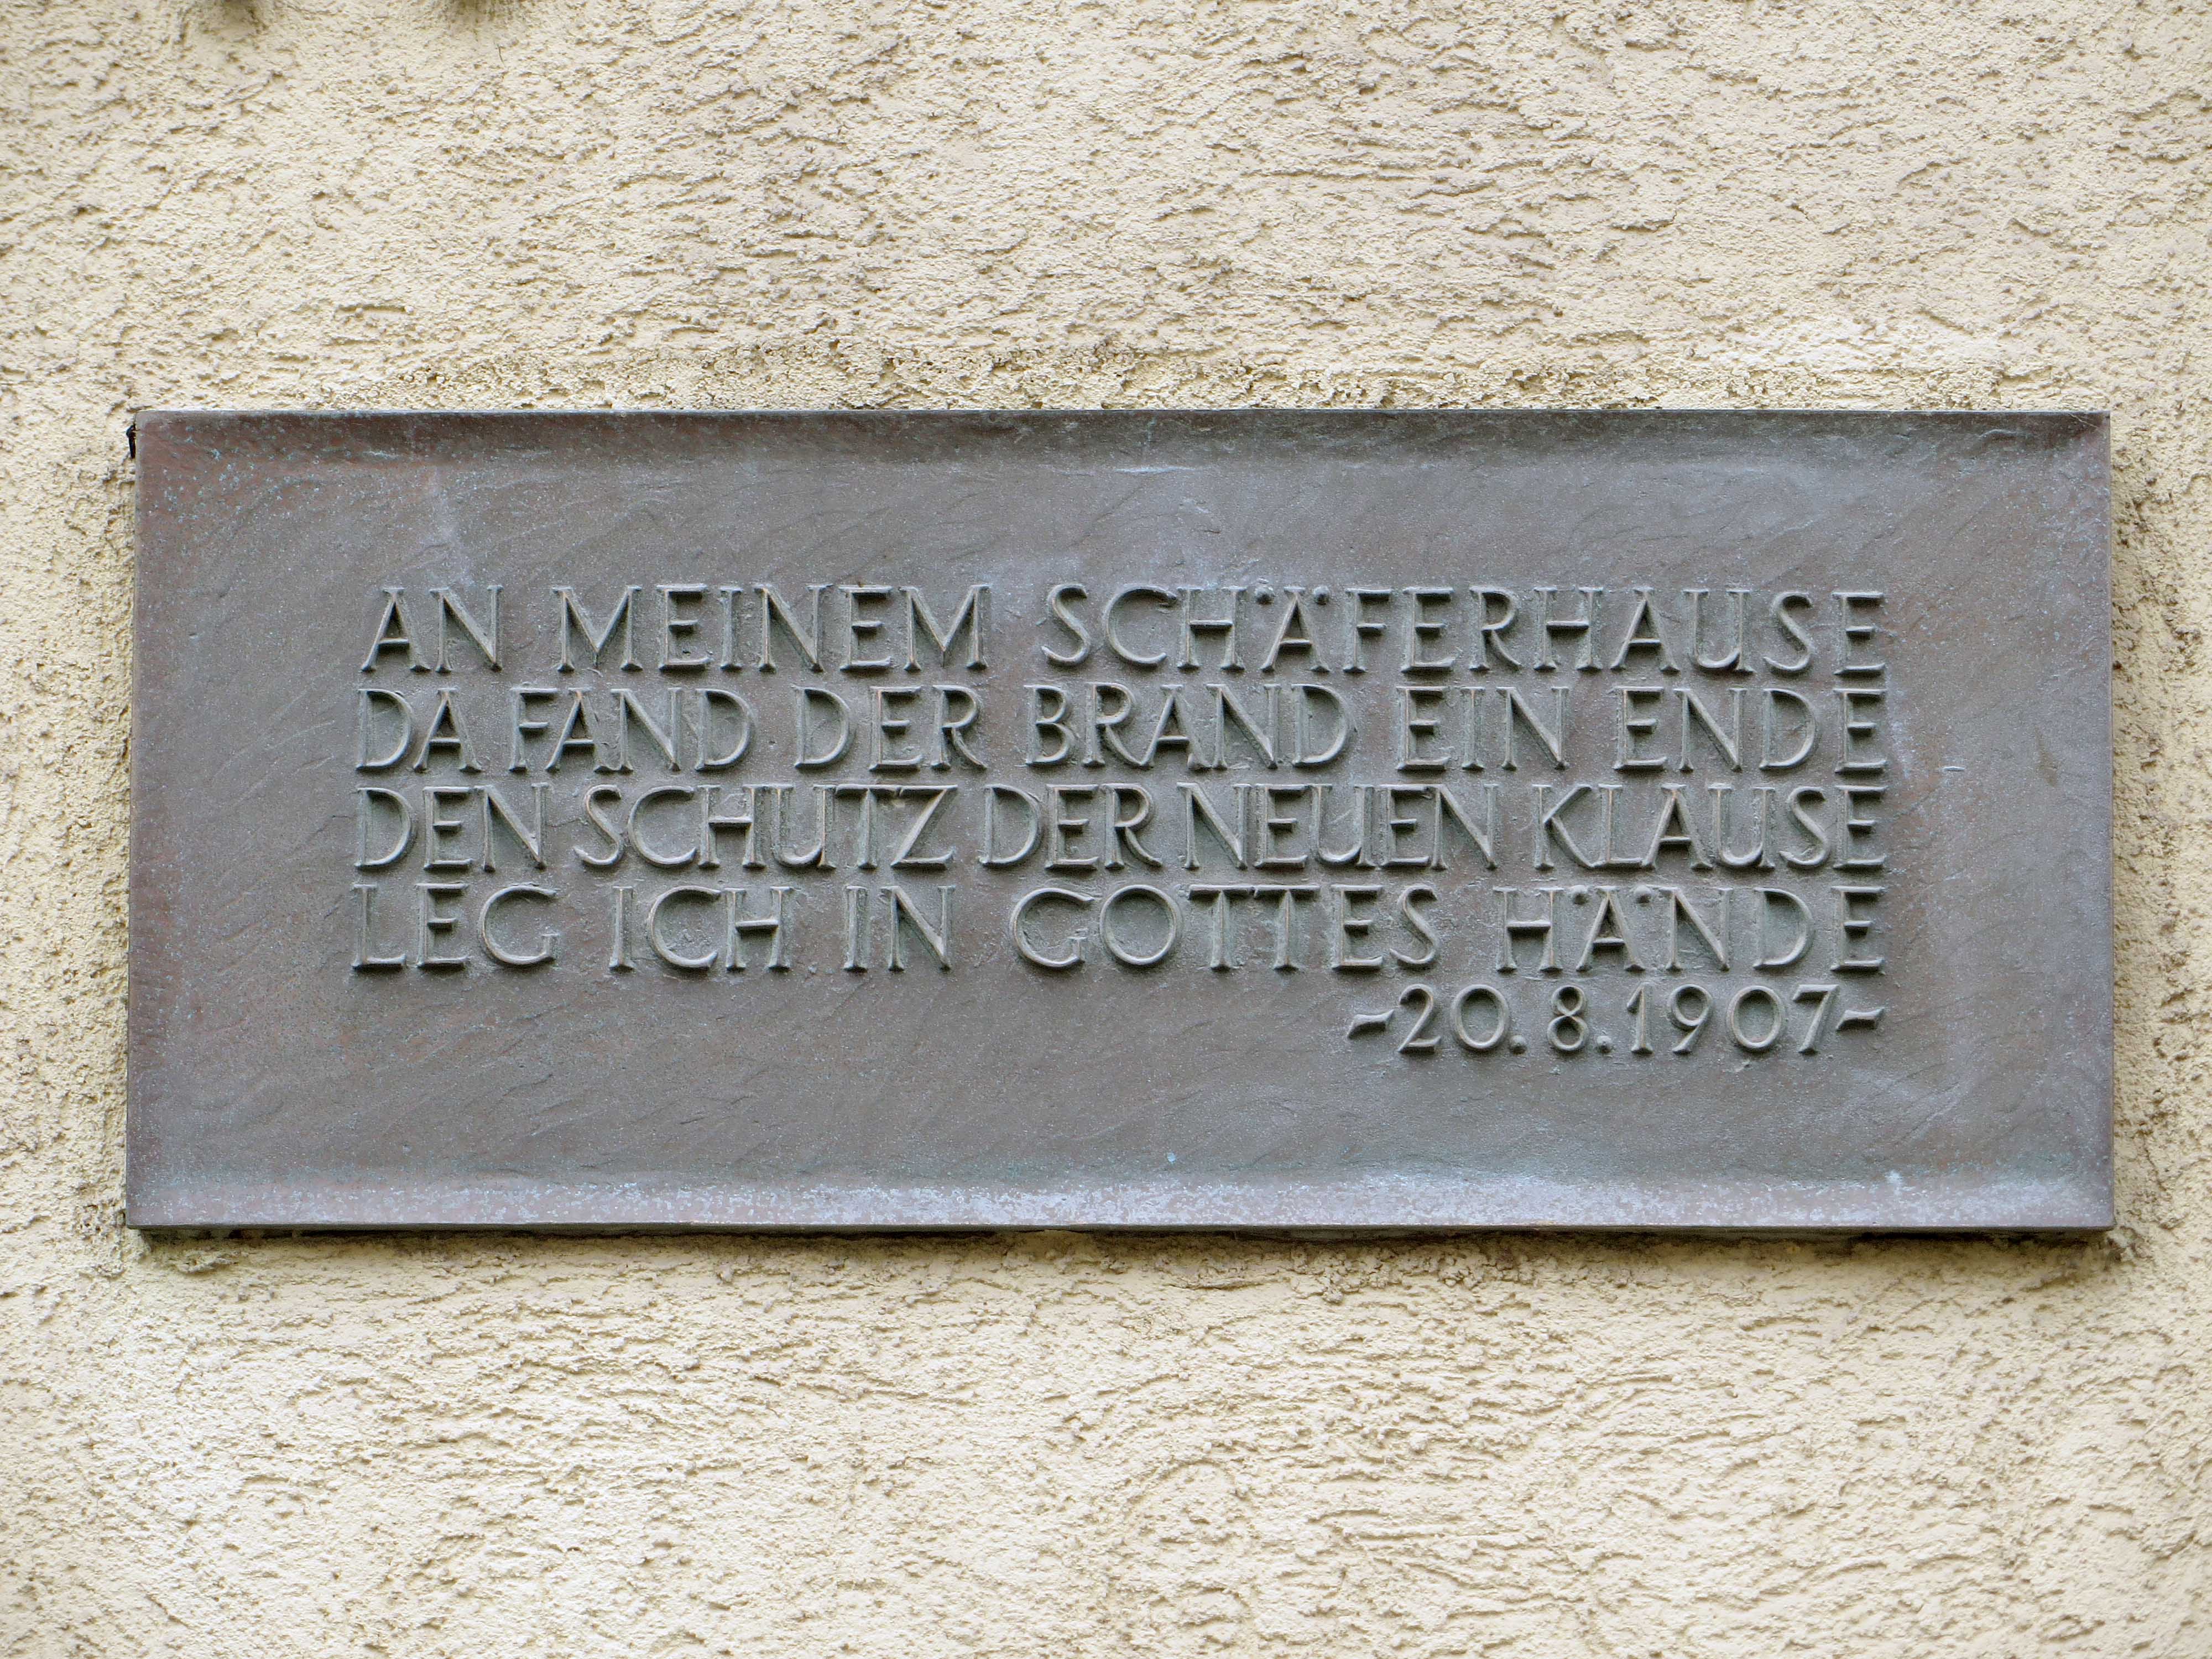 AN MEINEM SCHÄFERHAUSE
DA FAND DER BRAND EIN ENDE
DEN SCHUTZ DER NEUEN KLAUSE
LEG ICH IN GOTTES HÄNDE
-20.8.1907-